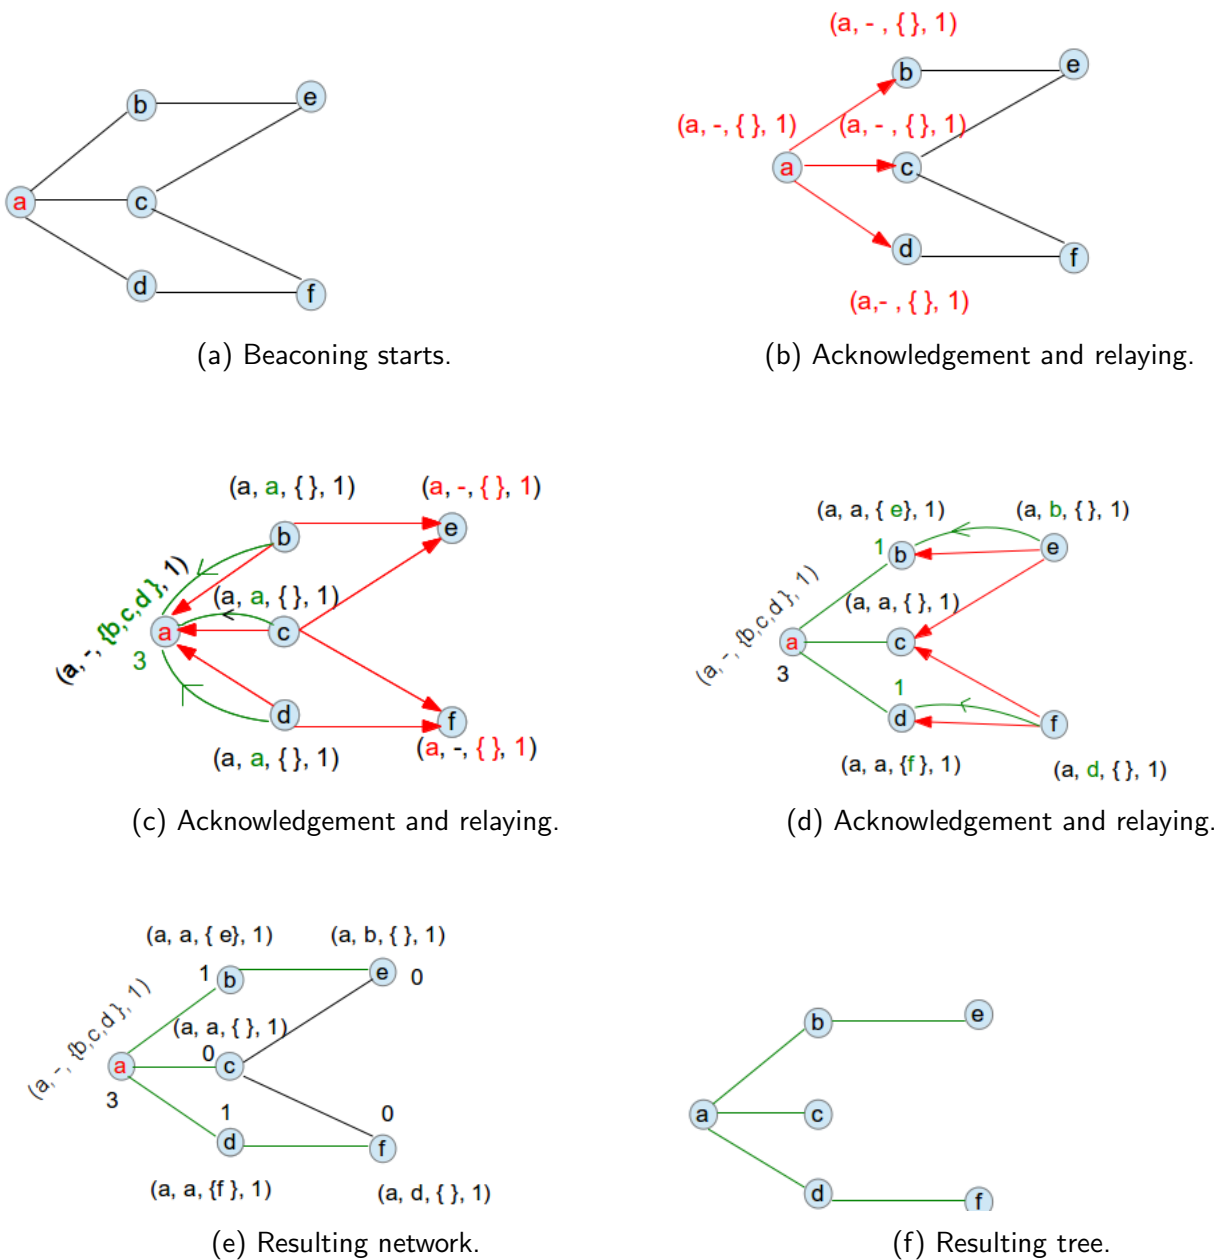 b
e
a
c
d
f
(a) Beaconing starts.
(a, - , { }, 1)
b
e
(a, -, { }, 1)
(a, - , { }, 1)
a
c
d
f
(a,- , { }, 1)
(b) Acknowledgement and relaying.
(a, a, { }, 1)
(a, -, { }, 1)
b
e
(a, -, {b,c,d }, 1)
(a, a, { }, 1)
a
c
3
d
f
(a, a, { }, 1)
(a, -, { }, 1)
(c) Acknowledgement and relaying.
(a, a, { e}, 1)
(a, b, { }, 1)
1
b
e
(a, -, {b,c,d }, 1)
(a, a, { }, 1)
a
c
3
1
d
f
(a, a, {f }, 1)
(a, d, { }, 1)
(d) Acknowledgement and relaying.
(a, a, { e}, 1)
(a, b, { }, 1)
1
b
e
0
(a, -, {b,c,d }, 1)
(a, a, { }, 1)
0
a
c
3
1
0
d
f
(a, a, {f }, 1)
(a, d, { }, 1)
(e) Resulting network.
b
e
a
c
d
f
(f) Resulting tree.